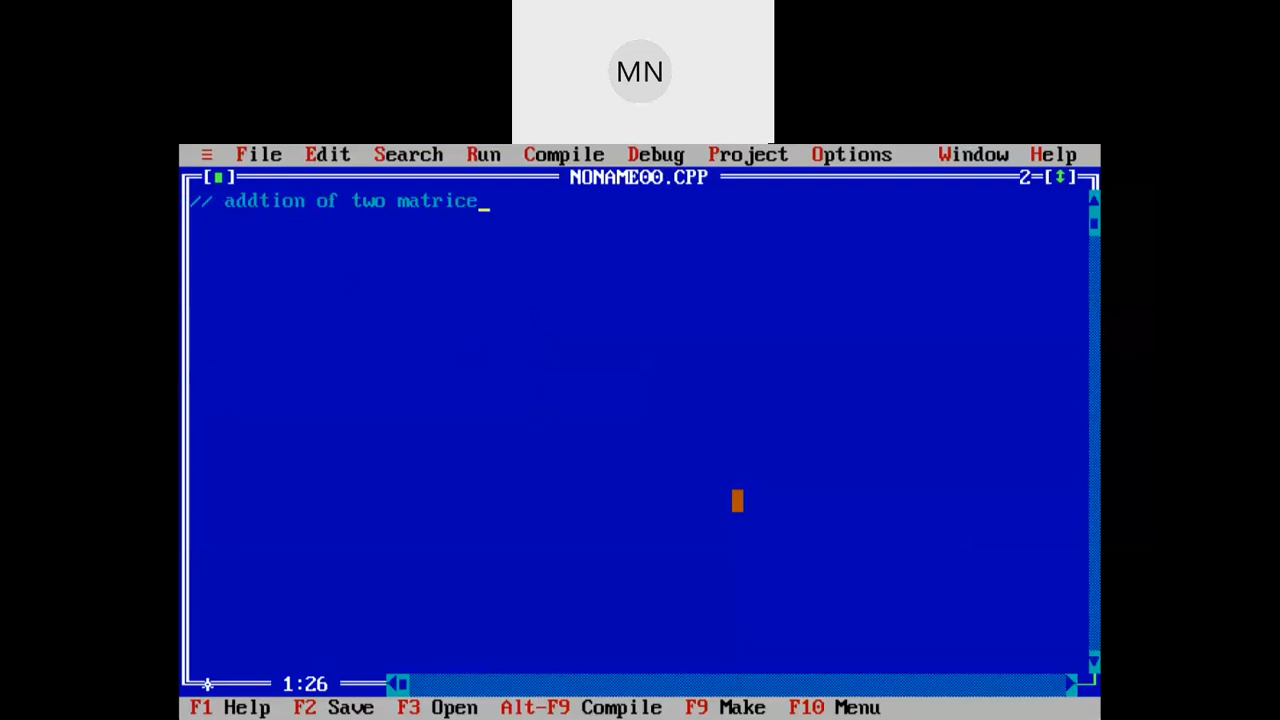 MN
≡ File Edit Search Run Compile Debug Project Options Window Help
[■] NONAME00.CPP 2=[↕]
// addtion of two matrice_
1:26
F1 Help F2 Save F3 Open Alt-F9 Compile F9 Make F10 Menu